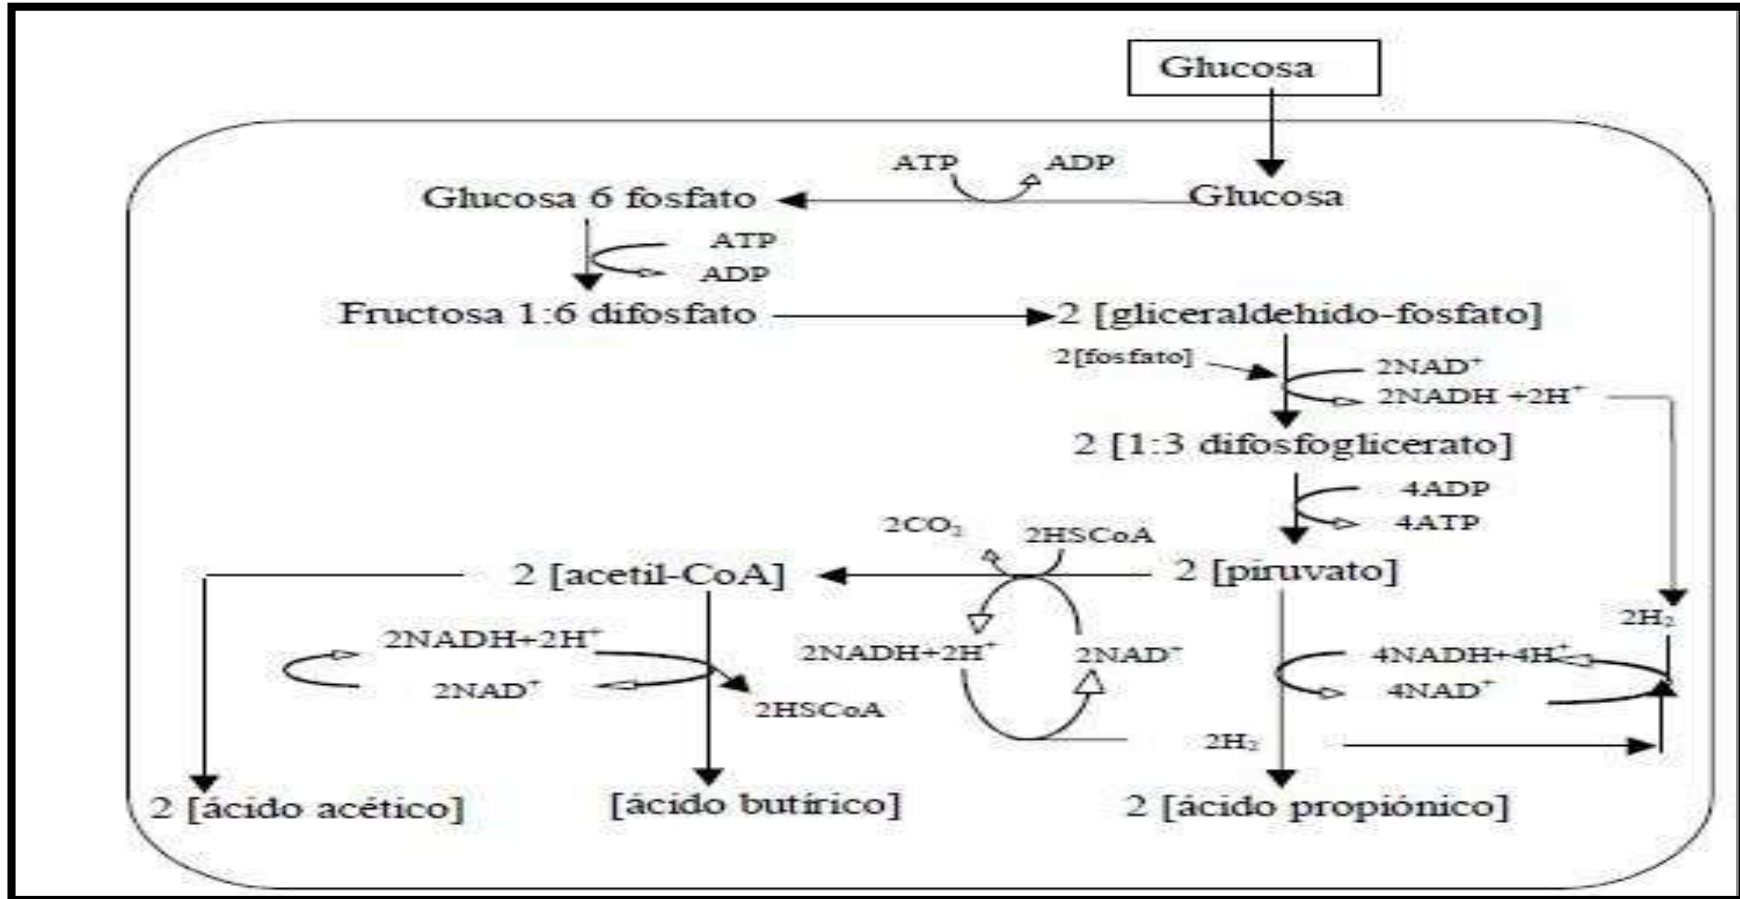 Glucosa
ATP ADP
Glucosa 6 fosfato Glucosa
ATP
ADP
Fructosa 1:6 difosfato 2 [gliceraldehido-fosfato]
2[fosfato] 2NAD⁺
2NADH +2H⁺
2 [1:3 difosfoglicerato]
4ADP
4ATP
2CO₂ 2HSCoA
2 [acetil-CoA] 2 [piruvato]
2H₂
2NADH+2H⁺ 2NADH+2H⁺ 2NAD⁺ 4NADH+4H⁺
2NAD⁺ 4NAD⁺
2HSCoA
2H₂
2 [ácido acético] [ácido butírico] 2 [ácido propiónico]